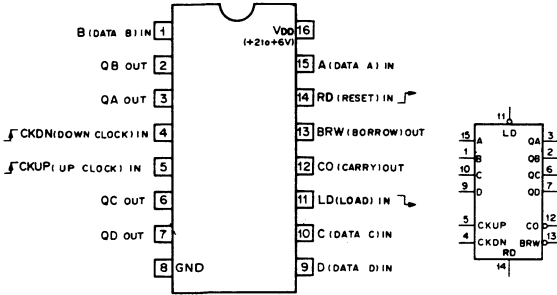 B (DATA B) IN 1
QB OUT 2
QA OUT 3
CKDN(DOWN CLOCK) IN 4
CKUP( UP CLOCK) IN 5
QC OUT 6
QD OUT 7
8 GND
VDD 16
(+2to+6V)
15 A (DATA A) IN
14 RD (RESET) IN
13 BRW (BORROW) OUT
12 CO (CARRY) OUT
11 LD(LOAD) IN
10 C (DATA C) IN
9 D(DATA D)IN
11
LD
15 A QA 3
1 B QB 2
10 C QC 6
9 D QD 7
5 CKUP CO 12
4 CKDN BRW 13
RD
14